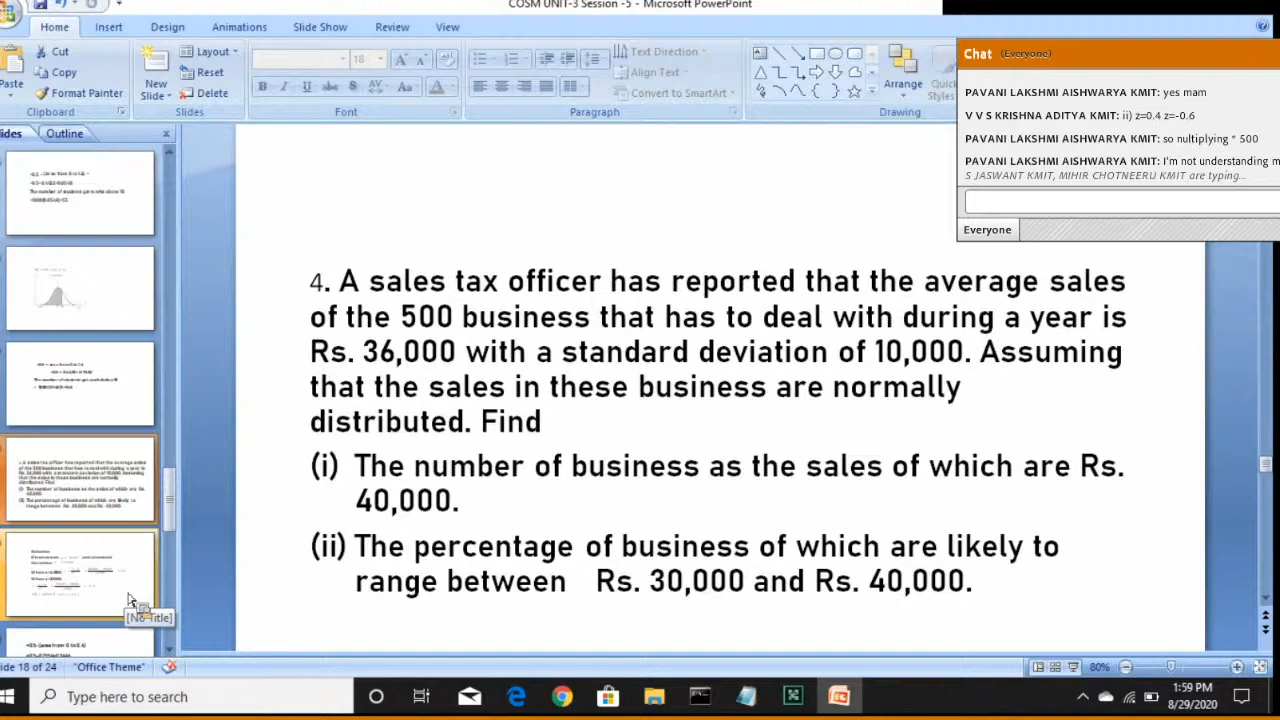 COSM UNIT-3 Session -5 - Microsoft PowerPoint
Home Insert Design Animations Slide Show Review View
Cut
Copy
Format Painter
Paste
Clipboard
New Slide
Layout
Reset
Delete
Slides
18
Font
Paragraph
Text Direction
Align Text
Convert to SmartArt
Arrange
Quick Styles
Drawing
Chat (Everyone)
PAVANI LAKSHMI AISHWARYA KMIT: yes mam
V V S KRISHNA ADITYA KMIT: ii) z=0.4 z=-0.6
PAVANI LAKSHMI AISHWARYA KMIT: so nultiplying * 500
PAVANI LAKSHMI AISHWARYA KMIT: I'm not understanding m
S JASWANT KMIT, MIHIR CHOTNEERU KMIT are typing...
Everyone
lides Outline
4. A sales tax officer has reported that the average sales
of the 500 business that has to deal with during a year is
Rs. 36,000 with a standard deviation of 10,000. Assuming
that the sales in these business are normally
distributed. Find
(i) The number of business as the sales of which are Rs.
40,000.
(ii) The percentage of business of which are likely to
range between Rs. 30,000 and Rs. 40,000.
[No Title]
lide 18 of 24 "Office Theme" 80%
Type here to search
1:59 PM
8/29/2020